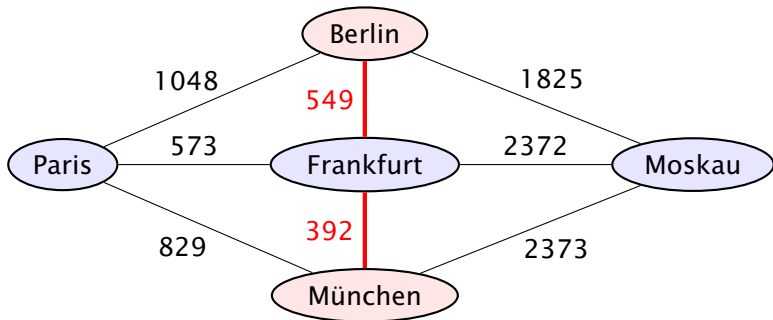 Berlin
1048
1825
549
Paris
573
Frankfurt
2372
Moskau
392
829
2373
München